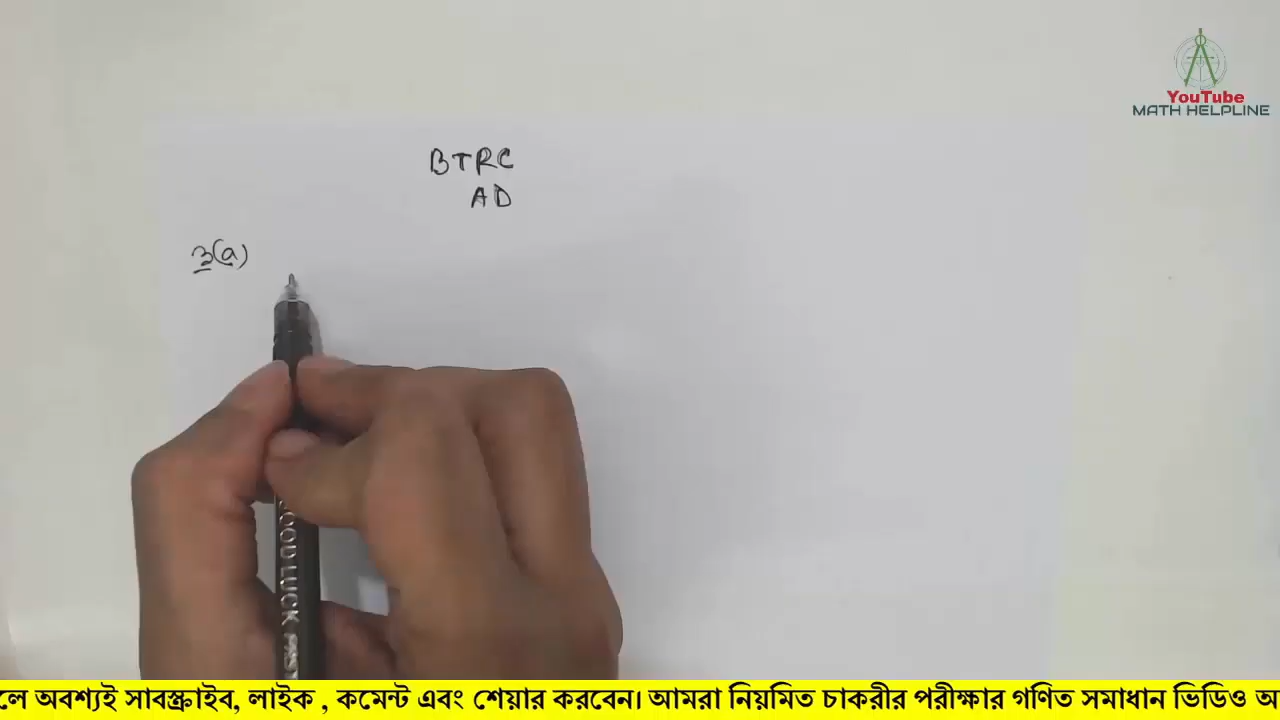 YouTube
MATH HELPLINE
BTRC
AD
3(a)
GOOD LUCK
লে অবশ্যই সাবস্ক্রাইব, লাইক , কমেন্ট এবং শেয়ার করবেন। আমরা নিয়মিত চাকরীর পরীক্ষার গণিত সমাধান ভিডিও অ